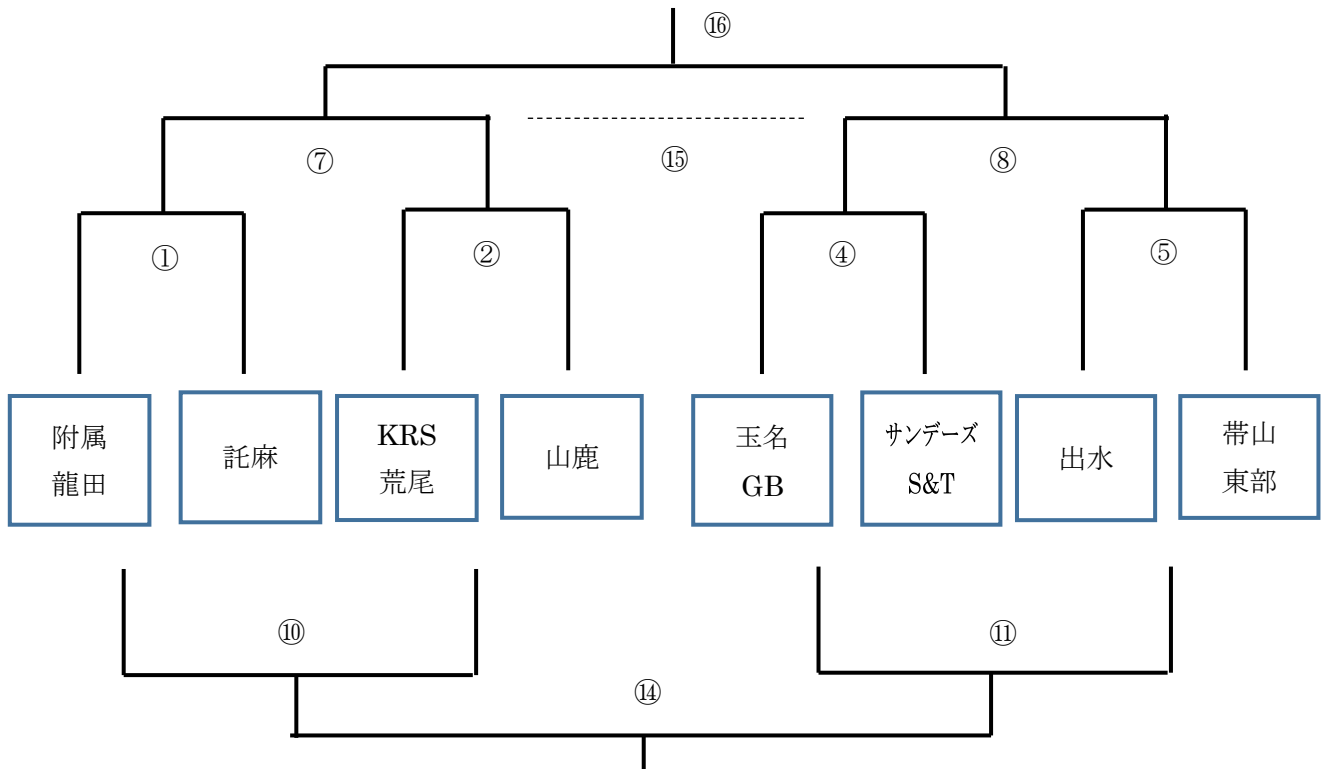 ⑯
⑦
⑮
⑧
①
②
④
⑤
附属
龍田
託麻
KRS
荒尾
山鹿
玉名
GB
サンデーズ
S&T
出水
帯山
東部
⑩
⑪
⑭